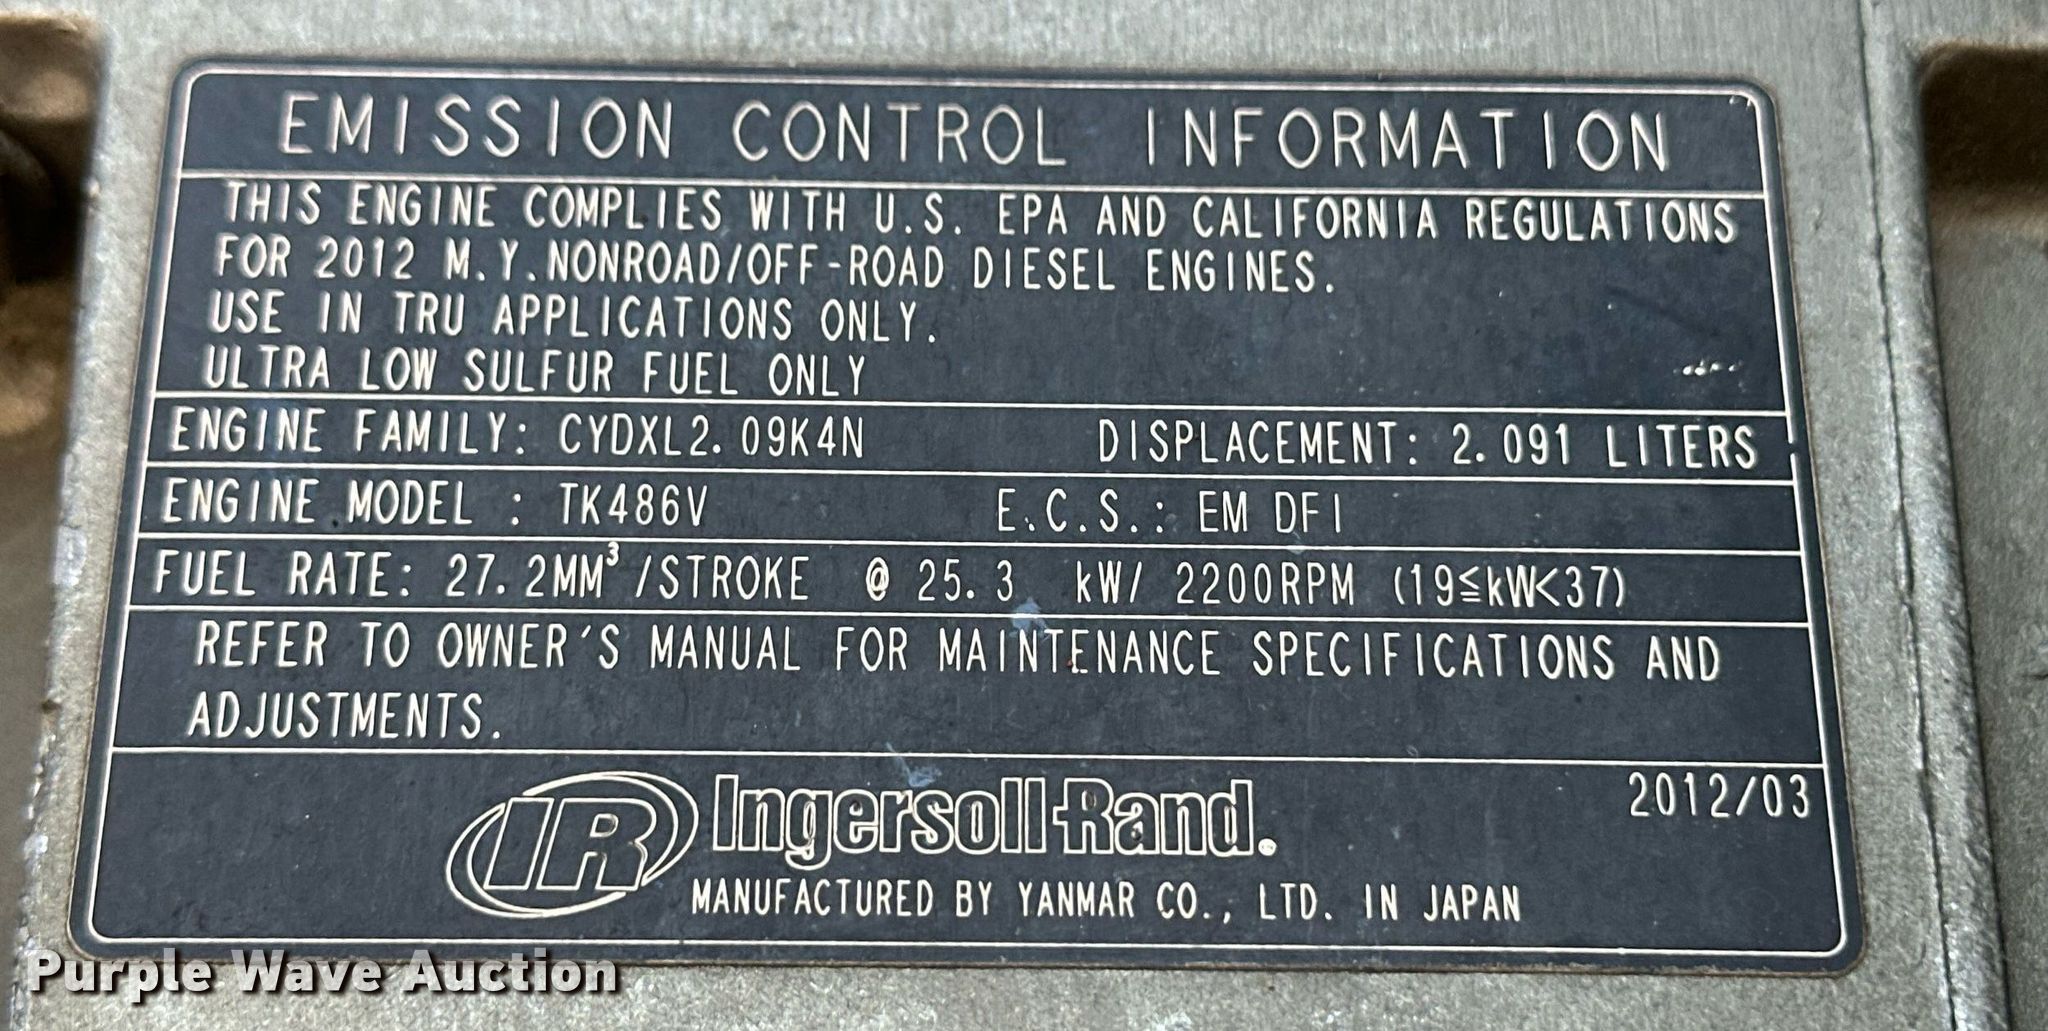 EMISSION CONTROL INFORMATION
THIS ENGINE COMPLIES WITH U.S. EPA AND CALIFORNIA REGULATIONS
FOR 2012 M.Y.NONROAD/OFF-ROAD DIESEL ENGINES.
USE IN TRU APPLICATIONS ONLY.
ULTRA LOW SULFUR FUEL ONLY
ENGINE FAMILY: CYDXL2.09K4N DISPLACEMENT: 2.091 LITERS
ENGINE MODEL : TK486V E.C.S.: EM DFI
FUEL RATE: 27.2MM³/STROKE @ 25.3 kW/ 2200RPM (19≦kW<37)
REFER TO OWNER'S MANUAL FOR MAINTENANCE SPECIFICATIONS AND
ADJUSTMENTS.
2012/03
IR Ingersoll-Rand.
MANUFACTURED BY YANMAR CO., LTD. IN JAPAN
Purple Wave Auction